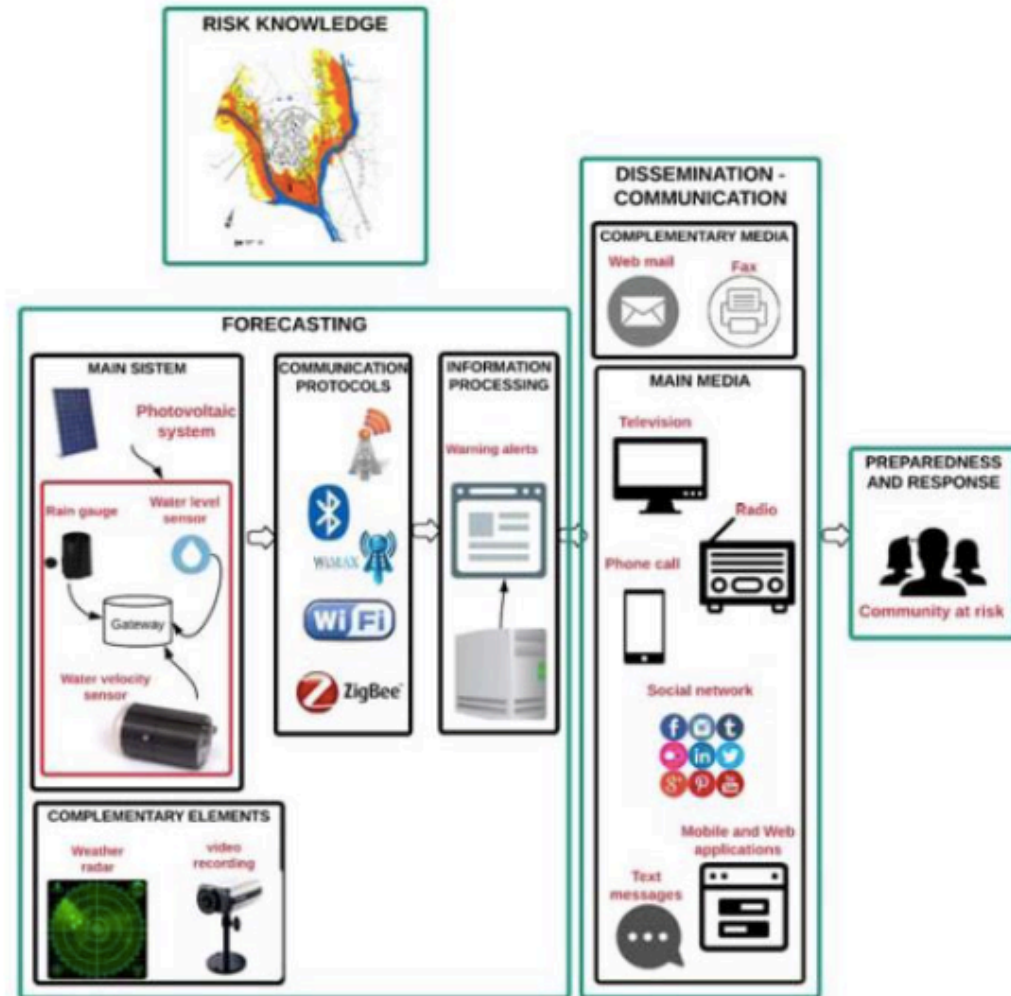 RISK KNOWLEDGE
DISSEMINATION -
COMMUNICATION
COMPLEMENTARY MEDIA
Web mail
Fax
FORECASTING
MAIN SISTEM
Photovoltaic
system
Rain gauge
Water level
sensor
Gateway
Water velocity
sensor
COMMUNICATION
PROTOCOLS
WiMAX
WiFi
ZigBee
INFORMATION
PROCESSING
Warning alerts
COMPLEMENTARY ELEMENTS
Weather
radar
video
recording
MAIN MEDIA
Television
Radio
Phone call
Social network
Mobile and Web
applications
Text
messages
PREPAREDNESS
AND RESPONSE
Community at risk